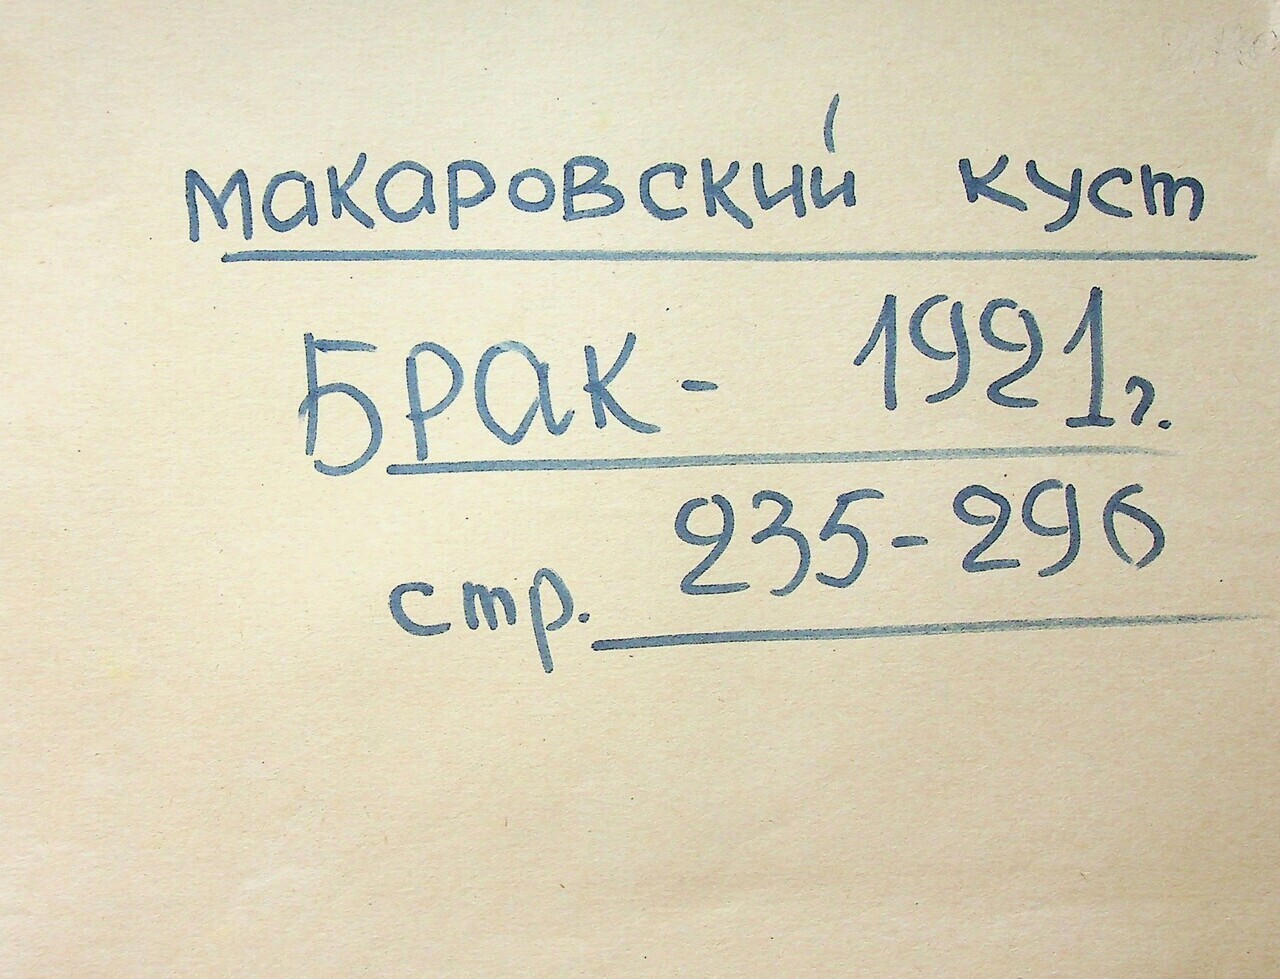 Макаровский куст
Брак - 1921 г.
стр. 235-296